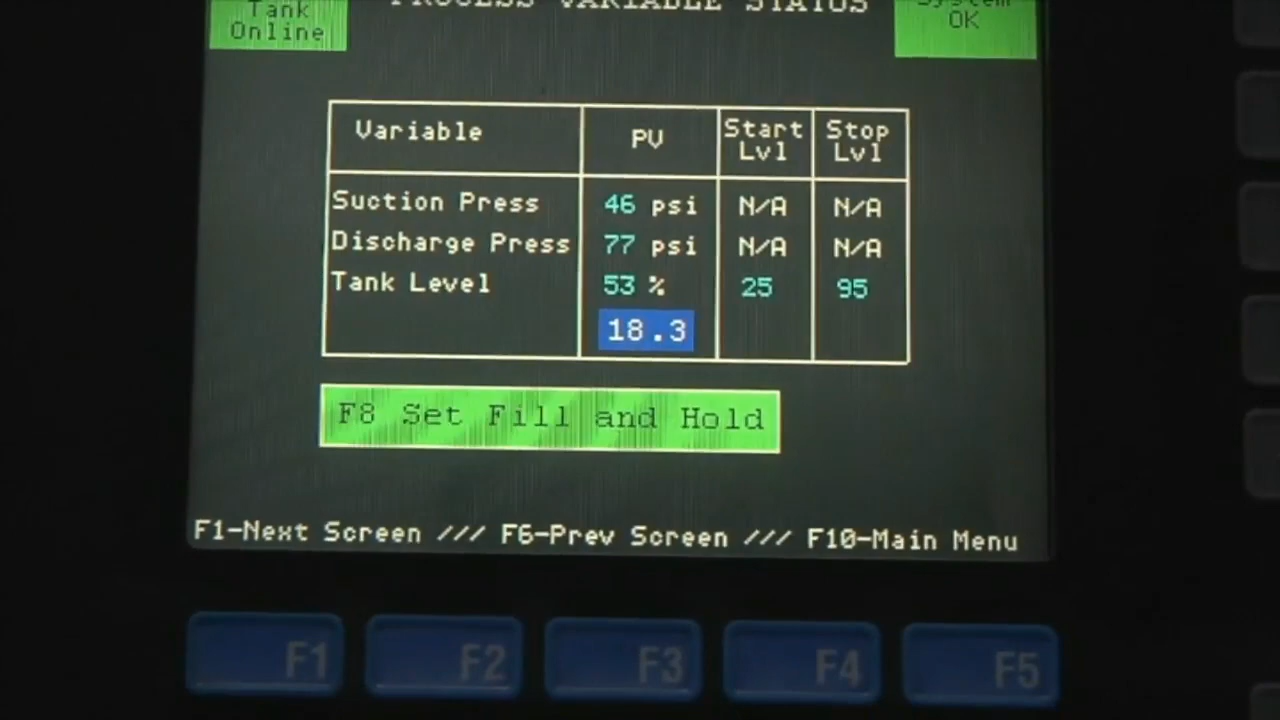 Tank
Online
PROCESS VARIABLE STATUS
System
OK
Variable
PV
Start
Lvl
Stop
Lvl
Suction Press
46 psi
N/A
N/A
Discharge Press
77 psi
N/A
N/A
Tank Level
53 %
25
95
18.3
F8 Set Fill and Hold
F1-Next Screen /// F6-Prev Screen /// F10-Main Menu
F1
F2
F3
F4
F5